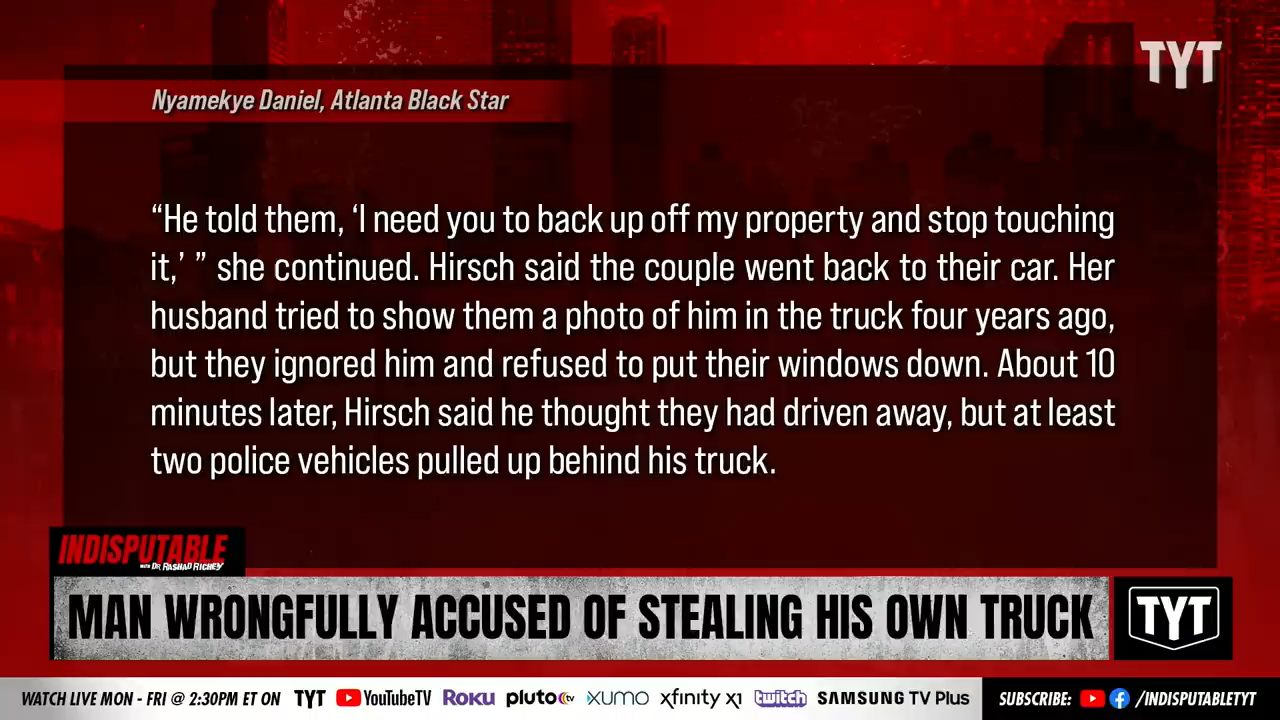 TYT
Nyamekye Daniel, Atlanta Black Star
“He told them, ‘I need you to back up off my property and stop touching
it,’ ” she continued. Hirsch said the couple went back to their car. Her
husband tried to show them a photo of him in the truck four years ago,
but they ignored him and refused to put their windows down. About 10
minutes later, Hirsch said he thought they had driven away, but at least
two police vehicles pulled up behind his truck.
INDISPUTABLE
WITH DR. RASHAD RICHEY
MAN WRONGFULLY ACCUSED OF STEALING HIS OWN TRUCK
TYT
WATCH LIVE MON - FRI @ 2:30PM ET ON TYT YouTubeTV ROKU pluto tv XUMO xfinity x1 twitch SAMSUNG TV Plus SUBSCRIBE: /INDISPUTABLETYT